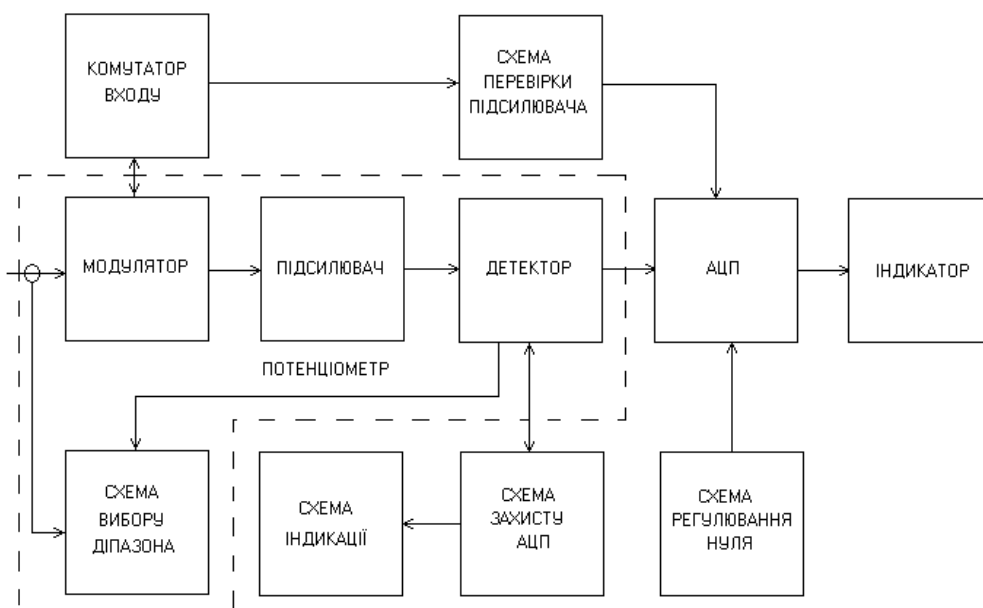 КОМУТАТОР
ВХОДУ
СХЕМА
ПЕРЕВІРКИ
ПІДСИЛЮВАЧА
МОДУЛЯТОР
ПІДСИЛЮВАЧ
ДЕТЕКТОР
АЦП
ІНДИКАТОР
ПОТЕНЦІОМЕТР
СХЕМА
ВИБОРУ
ДІПАЗОНА
СХЕМА
ІНДИКАЦІЇ
СХЕМА
ЗАХИСТУ
АЦП
СХЕМА
РЕГУЛЮВАННЯ
НУЛЯ